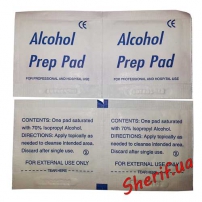 CE CE
Alcohol Alcohol
Prep Pad Prep Pad
FOR PROFESSIONAL AND HOSPITAL USE FOR PROFESSIONAL AND HOSPITAL USE
CONTENTS: One pad saturated
with 70% Isopropyl Alcohol.
DIRECTIONS: Apply topically as
needed to cleanse intended area.
Discard after single use.
FOR EXTERNAL USE ONLY
CONTENTS: One pad saturated
with 70% Isopropyl Alcohol.
DIRECTIONS: Apply topically as
needed to cleanse intended area.
Discard after single use.
FOR EXTERNAL USE ONLY
Sherif.ua